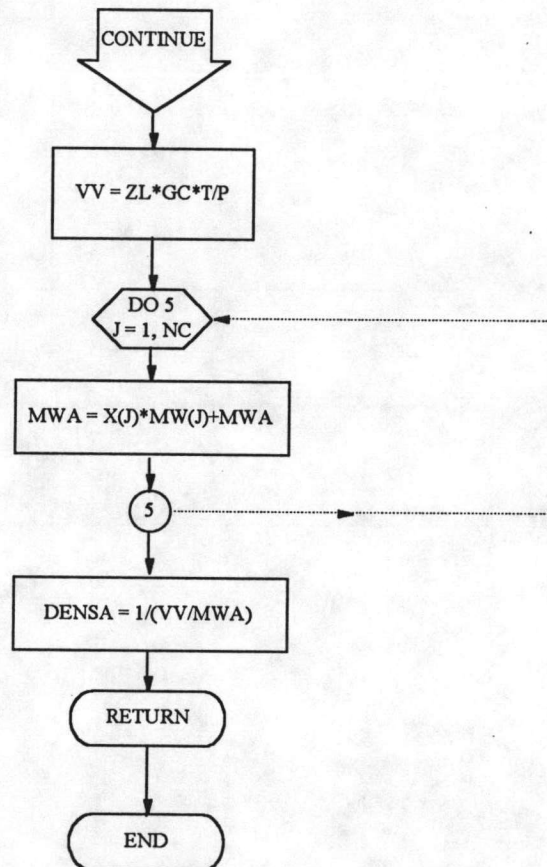 CONTINUE
VV = ZL*GC*T/P
DO 5
J = 1, NC
MWA = X(J)*MW(J)+MWA
5
DENSA = 1/(VV/MWA)
RETURN
END